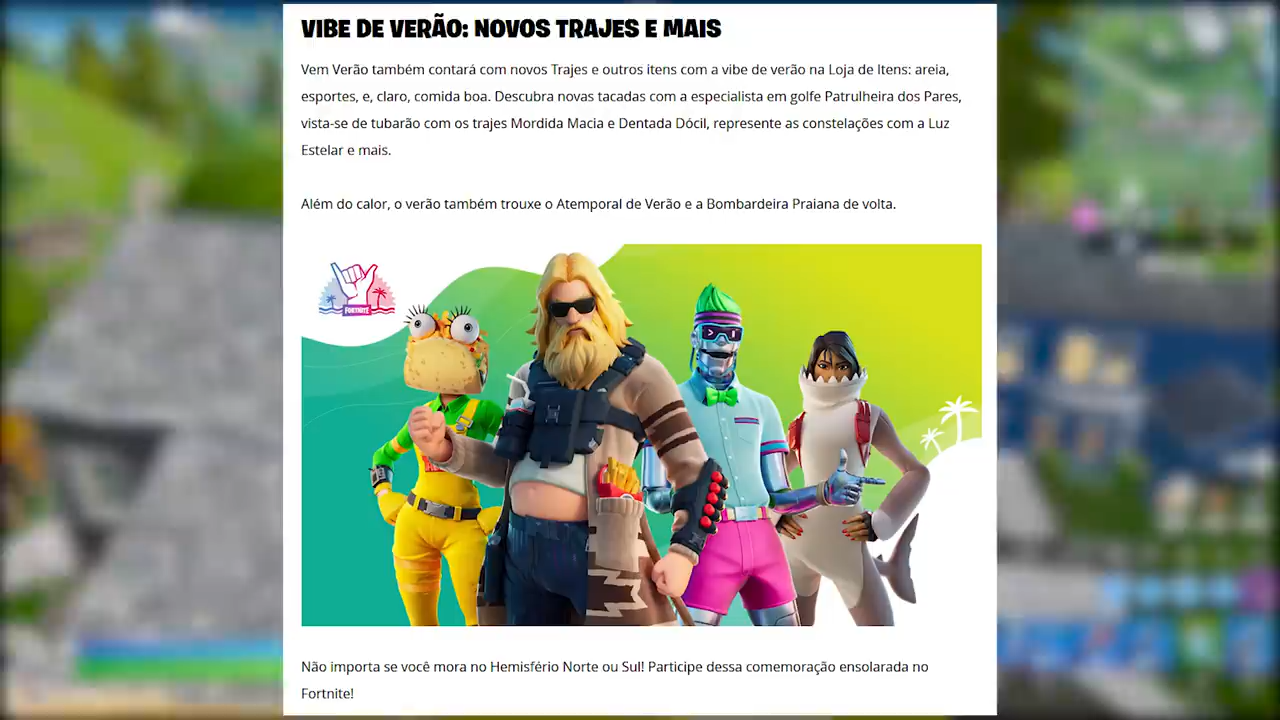 VIBE DE VERÃO: NOVOS TRAJES E MAIS
Vem Verão também contará com novos Trajes e outros itens com a vibe de verão na Loja de Itens: areia,
esportes, e, claro, comida boa. Descubra novas tacadas com a especialista em golfe Patrulheira dos Pares,
vista-se de tubarão com os trajes Mordida Macia e Dentada Dócil, represente as constelações com a Luz
Estelar e mais.
Além do calor, o verão também trouxe o Atemporal de Verão e a Bombardeira Praiana de volta.
FORTNITE
Não importa se você mora no Hemisfério Norte ou Sul! Participe dessa comemoração ensolarada no
Fortnite!